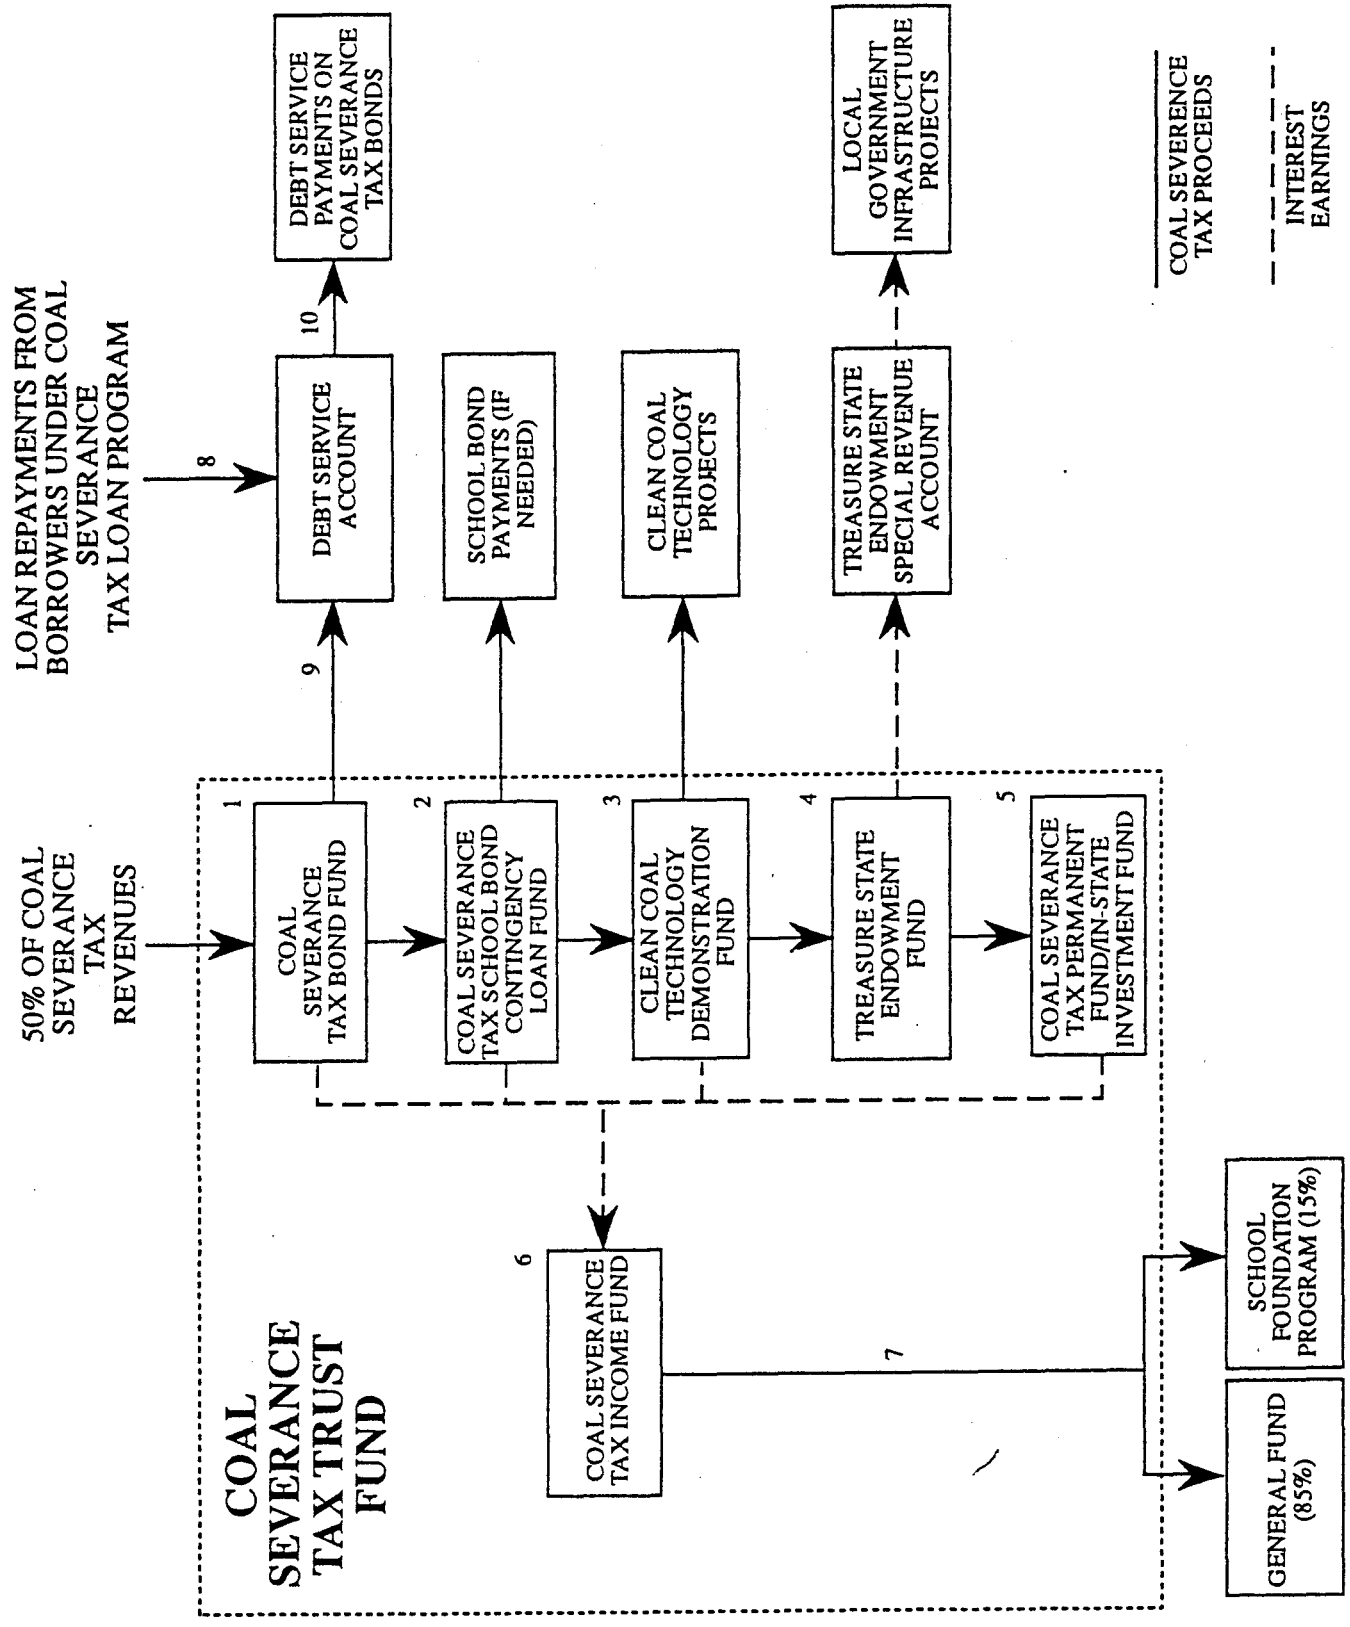 COAL
SEVERANCE
TAX TRUST
FUND
50% OF COAL
SEVERANCE
TAX
REVENUES
LOAN REPAYMENTS FROM
BORROWERS UNDER COAL
SEVERANCE
TAX LOAN PROGRAM
1
COAL
SEVERANCE
TAX BOND FUND
9
8
DEBT SERVICE
ACCOUNT
10
DEBT SERVICE
PAYMENTS ON
COAL SEVERANCE
TAX BONDS
2
COAL SEVERANCE
TAX SCHOOL BOND
CONTINGENCY
LOAN FUND
SCHOOL BOND
PAYMENTS (IF
NEEDED)
3
CLEAN COAL
TECHNOLOGY
DEMONSTRATION
FUND
CLEAN COAL
TECHNOLOGY
PROJECTS
4
TREASURE STATE
ENDOWMENT
FUND
TREASURE STATE
ENDOWMENT
SPECIAL REVENUE
ACCOUNT
LOCAL
GOVERNMENT
INFRASTRUCTURE
PROJECTS
5
COAL SEVERANCE
TAX PERMANENT
FUND/IN-STATE
INVESTMENT FUND
6
COAL SEVERANCE
TAX INCOME FUND
7
GENERAL FUND
(85%)
SCHOOL
FOUNDATION
PROGRAM (15%)
COAL SEVERENCE
TAX PROCEEDS
INTEREST
EARNINGS